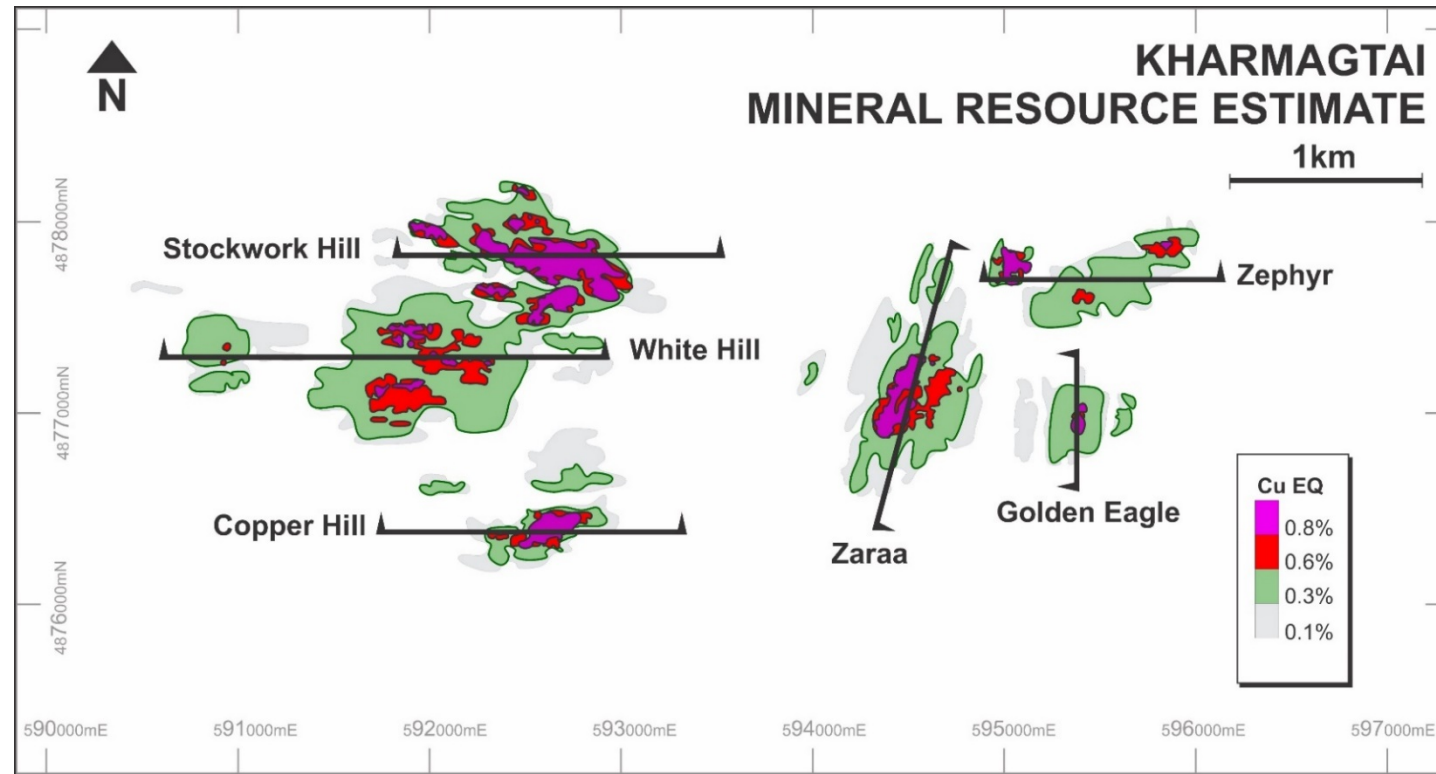 KHARMAGTAI
MINERAL RESOURCE ESTIMATE
N
1km
4878000mN
Stockwork Hill
Zephyr
White Hill
4877000mN
Golden Eagle
Copper Hill
Zaraa
Cu EQ
0.8%
0.6%
0.3%
0.1%
4876000mN
590000mE 591000mE 592000mE 593000mE 594000mE 595000mE 596000mE 597000mE